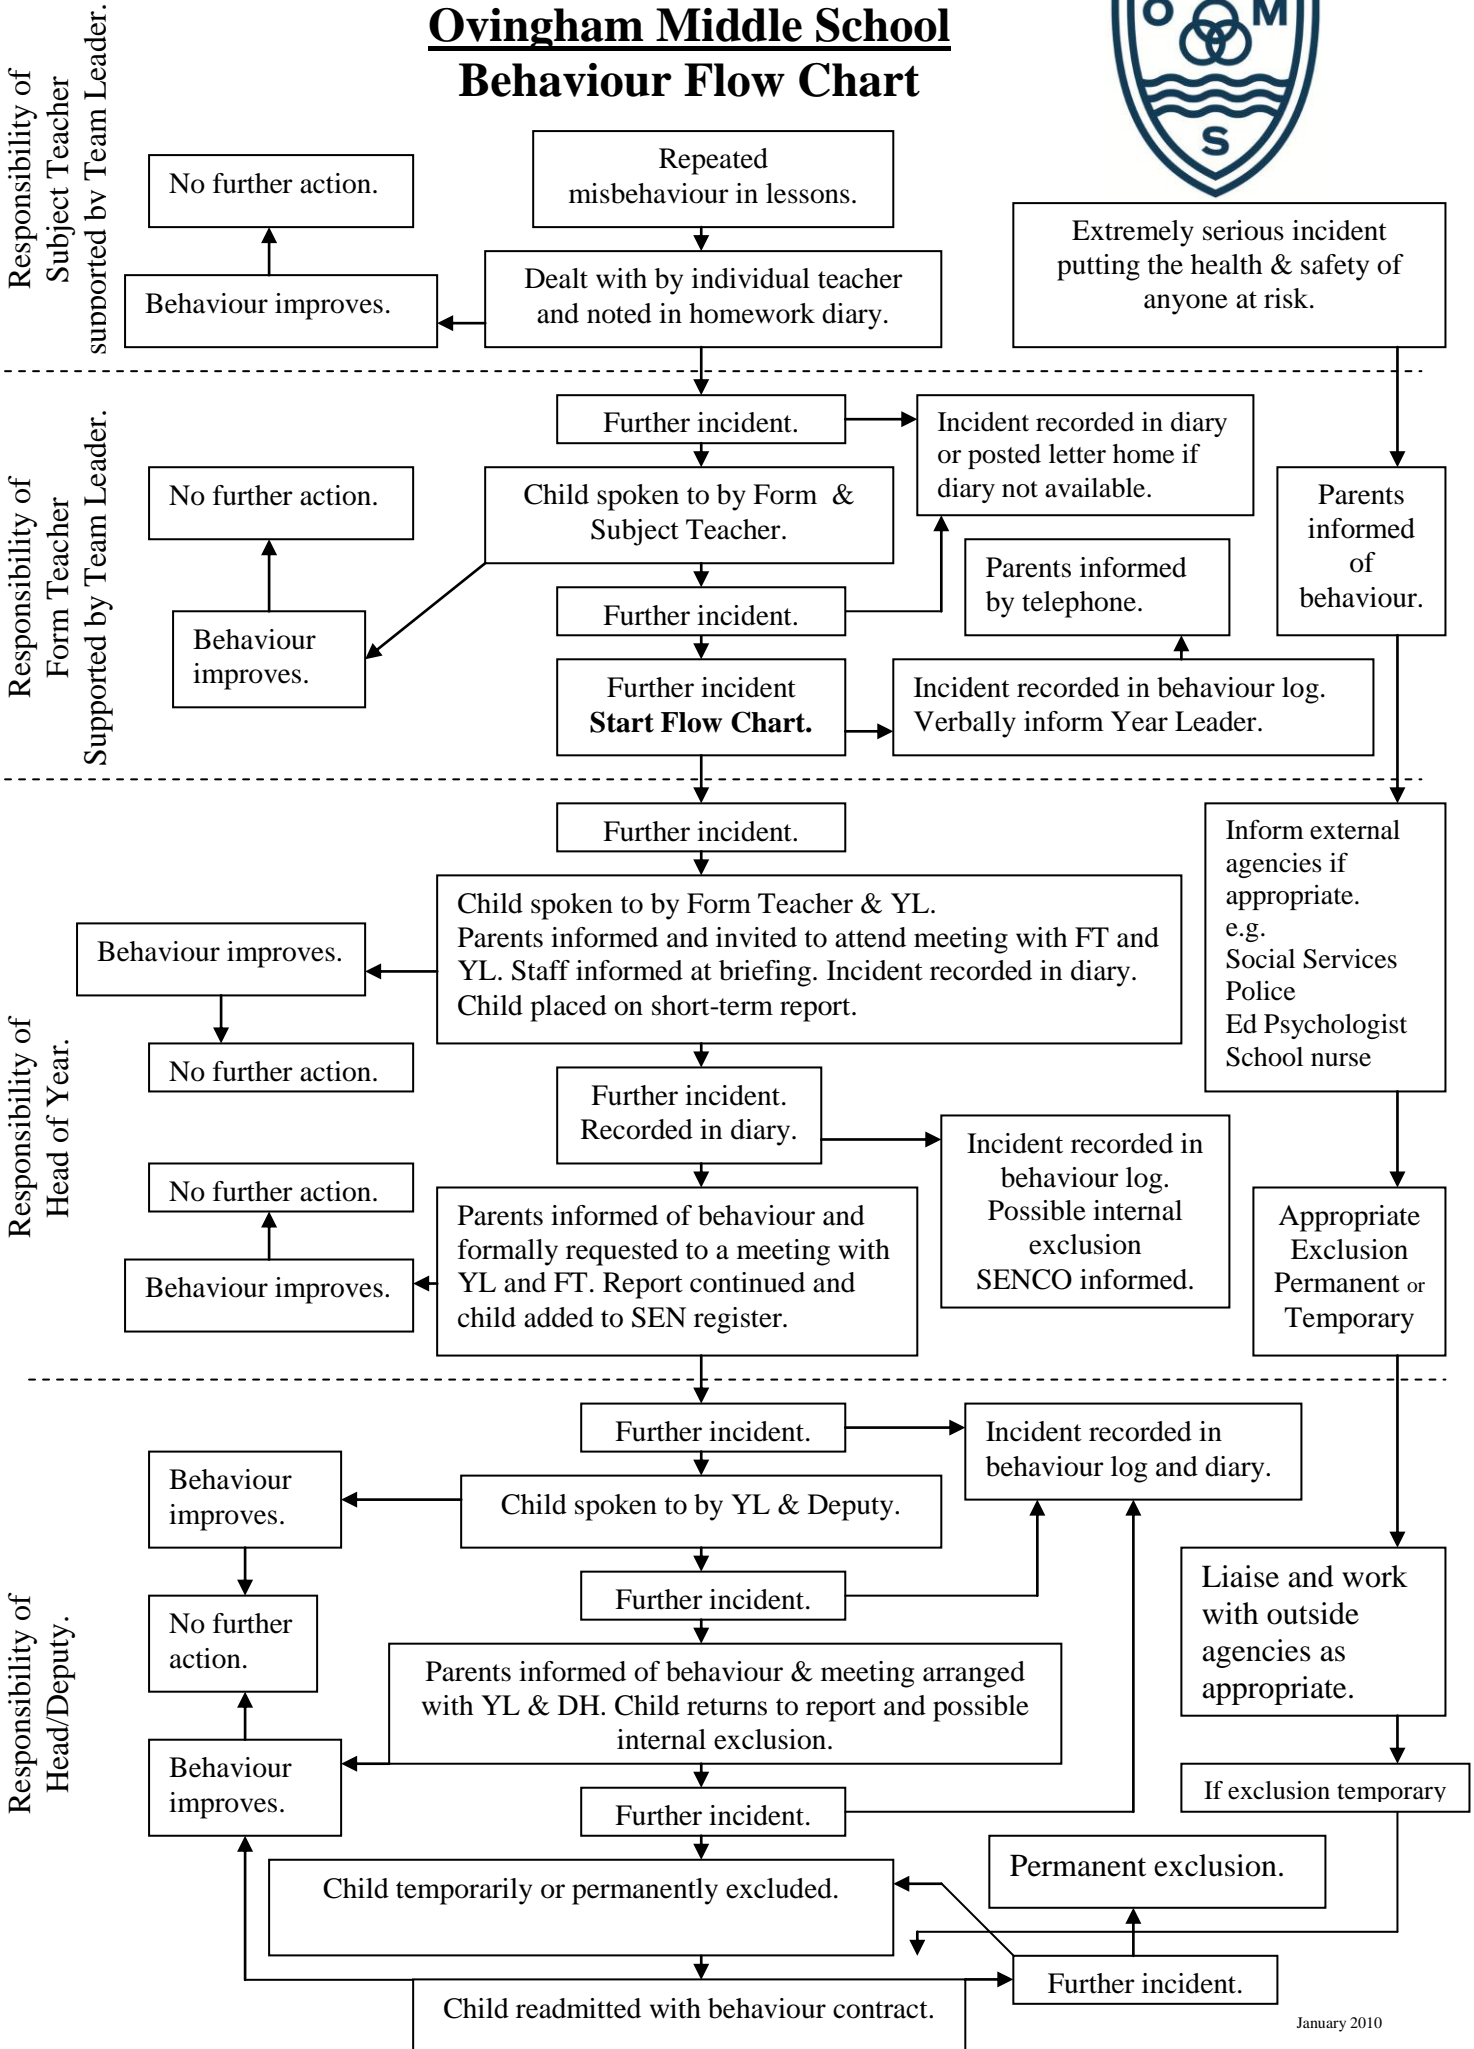 Ovingham Middle School
Behaviour Flow Chart
O M
S
Responsibility of
Subject Teacher
supported by Team Leader.
Repeated
misbehaviour in lessons.
No further action.
Extremely serious incident
putting the health & safety of
anyone at risk.
Dealt with by individual teacher
and noted in homework diary.
Behaviour improves.
Responsibility of
Form Teacher
Supported by Team Leader.
Further incident.
Incident recorded in diary
or posted letter home if
diary not available.
No further action.
Child spoken to by Form &
Subject Teacher.
Parents
informed
of
behaviour.
Parents informed
by telephone.
Further incident.
Behaviour
improves.
Further incident
Start Flow Chart.
Incident recorded in behaviour log.
Verbally inform Year Leader.
Responsibility of
Head of Year.
Further incident.
Inform external
agencies if
appropriate.
e.g.
Social Services
Police
Ed Psychologist
School nurse
Child spoken to by Form Teacher & YL.
Parents informed and invited to attend meeting with FT and
YL. Staff informed at briefing. Incident recorded in diary.
Child placed on short-term report.
Behaviour improves.
No further action.
Further incident.
Recorded in diary.
Incident recorded in
behaviour log.
Possible internal
exclusion
SENCO informed.
No further action.
Parents informed of behaviour and
formally requested to a meeting with
YL and FT. Report continued and
child added to SEN register.
Appropriate
Exclusion
Permanent or
Temporary
Behaviour improves.
Responsibility of
Head/Deputy.
Further incident.
Incident recorded in
behaviour log and diary.
Behaviour
improves.
Child spoken to by YL & Deputy.
Further incident.
Liaise and work
with outside
agencies as
appropriate.
No further
action.
Parents informed of behaviour & meeting arranged
with YL & DH. Child returns to report and possible
internal exclusion.
Behaviour
improves.
If exclusion temporary
Further incident.
Permanent exclusion.
Child temporarily or permanently excluded.
Further incident.
Child readmitted with behaviour contract.
January 2010